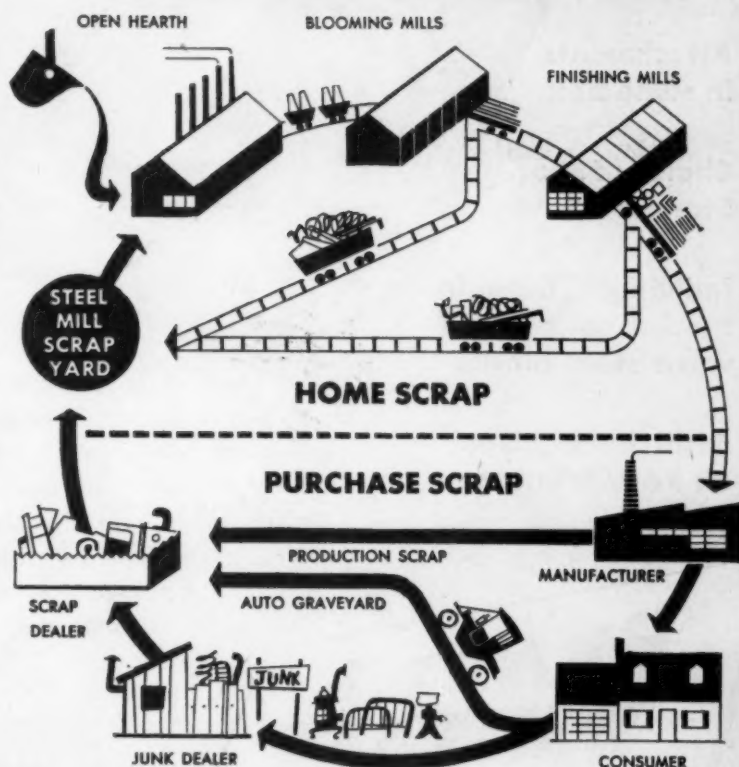 OPEN HEARTH
BLOOMING MILLS
FINISHING MILLS
STEEL
MILL
SCRAP
YARD
HOME SCRAP
PURCHASE SCRAP
PRODUCTION SCRAP
MANUFACTURER
AUTO GRAVEYARD
SCRAP
DEALER
JUNK
JUNK DEALER
CONSUMER